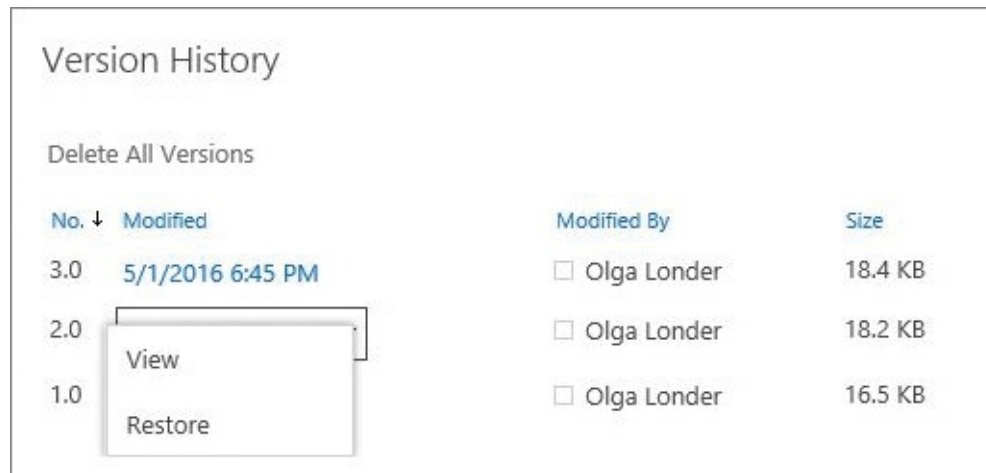 Version History
Delete All Versions
No. ↓ Modified Modified By Size
3.0 5/1/2016 6:45 PM Olga Londer 18.4 KB
2.0 Olga Londer 18.2 KB
View
1.0 Olga Londer 16.5 KB
Restore